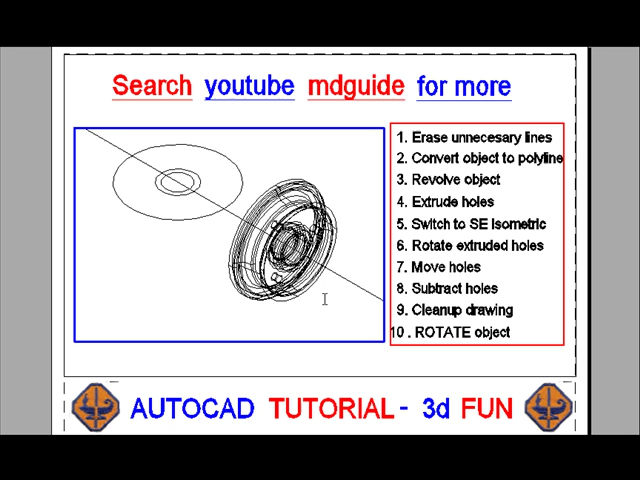 Search youtube mdguide for more
1. Erase unnecesary lines
2. Convert object to polyline
3. Revolve object
4. Extrude holes
5. Switch to SE Isometric
6. Rotate extruded holes
7. Move holes
8. Subtract holes
9. Cleanup drawing
10 . ROTATE object
AUTOCAD TUTORIAL - 3d FUN